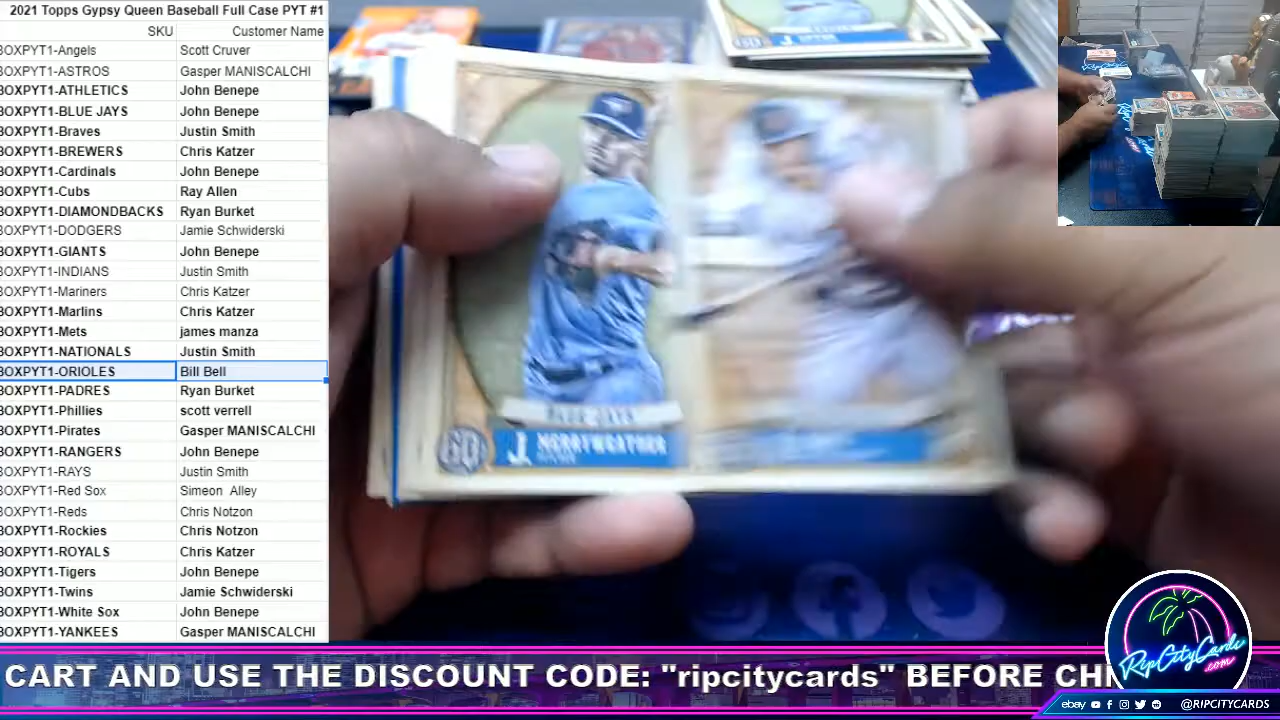 2021 Topps Gypsy Queen Baseball Full Case PYT #1
SKU Customer Name
BOXPYT1-Angels Scott Cruver
BOXPYT1-ASTROS Gasper MANISCALCHI
BOXPYT1-ATHLETICS John Benepe
BOXPYT1-BLUE JAYS John Benepe
BOXPYT1-Braves Justin Smith
BOXPYT1-BREWERS Chris Katzer
BOXPYT1-Cardinals John Benepe
BOXPYT1-Cubs Ray Allen
BOXPYT1-DIAMONDBACKS Ryan Burket
BOXPYT1-DODGERS Jamie Schwiderski
BOXPYT1-GIANTS John Benepe
BOXPYT1-INDIANS Justin Smith
BOXPYT1-Mariners Chris Katzer
BOXPYT1-Marlins Chris Katzer
BOXPYT1-Mets james manza
BOXPYT1-NATIONALS Justin Smith
BOXPYT1-ORIOLES Bill Bell
BOXPYT1-PADRES Ryan Burket
BOXPYT1-Phillies scott verrell
BOXPYT1-Pirates Gasper MANISCALCHI
BOXPYT1-RANGERS John Benepe
BOXPYT1-RAYS Justin Smith
BOXPYT1-Red Sox Simeon Alley
BOXPYT1-Reds Chris Notzon
BOXPYT1-Rockies Chris Notzon
BOXPYT1-ROYALS Chris Katzer
BOXPYT1-Tigers John Benepe
BOXPYT1-Twins Jamie Schwiderski
BOXPYT1-White Sox John Benepe
BOXPYT1-YANKEES Gasper MANISCALCHI
BLUE JAYS
GQ J. MERRYWEATHER
PITCHER
CART AND USE THE DISCOUNT CODE: "ripcitycards" BEFORE
RipCityCards
.com
ebay @RIPCITYCARDS